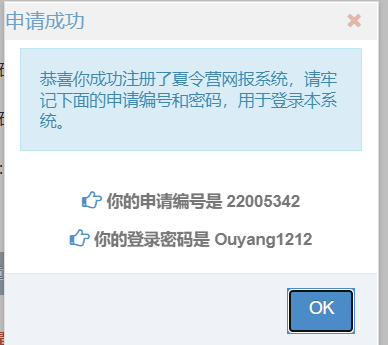 申请成功
恭喜你成功注册了夏令营网报系统，请牢
记下面的申请编号和密码，用于登录本系
统。
你的申请编号是 22005342
你的登录密码是 Ouyang1212
OK